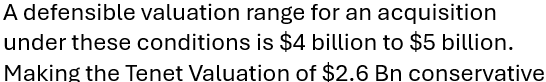 A defensible valuation range for an acquisition
under these conditions is $4 billion to $5 billion.
Making the Tenet Valuation of $2.6 Bn conservative